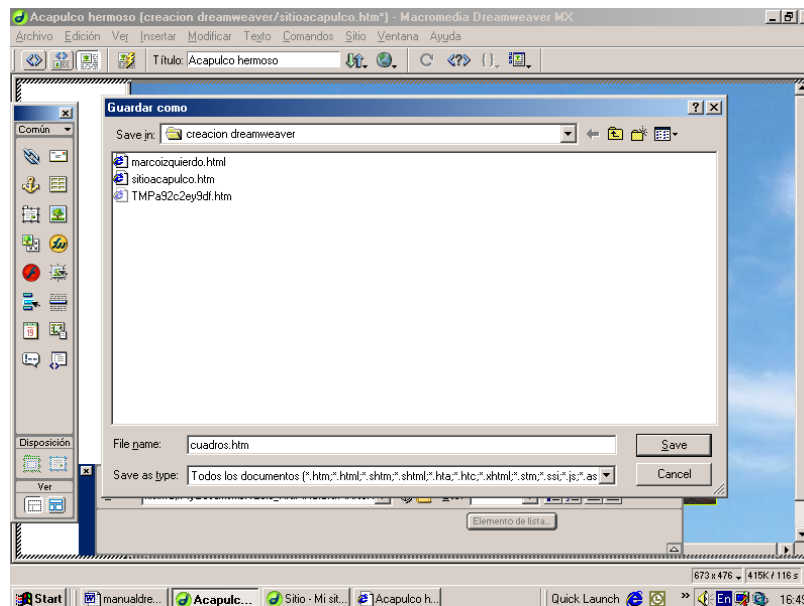 Acapulco hermoso (creacion dreamweaver/sitioacapulco.htm*) - Macromedia Dreamweaver MX
Archivo Edición Ver Insertar Modificar Texto Comandos Sitio Ventana Ayuda
Título: Acapulco hermoso
Guardar como
Común
Save in: creacion dreamweaver
marcoizquierdo.html
sitioacapulco.htm
TMPa92c2ey9df.htm
File name: cuadros.htm Save
Save as type: Todos los documentos (*.htm;*.html;*.shtm;*.shtml;*.hta;*.htc;*.xhtml;*.stm;*.ssi;*.js;*.as Cancel
Disposición
Ver
Elemento de lista...
673 x 476 415K / 116 s
Start manualdre... Acapulc... Sitio - Mi sit... Acapulco h... Quick Launch » En 16:49